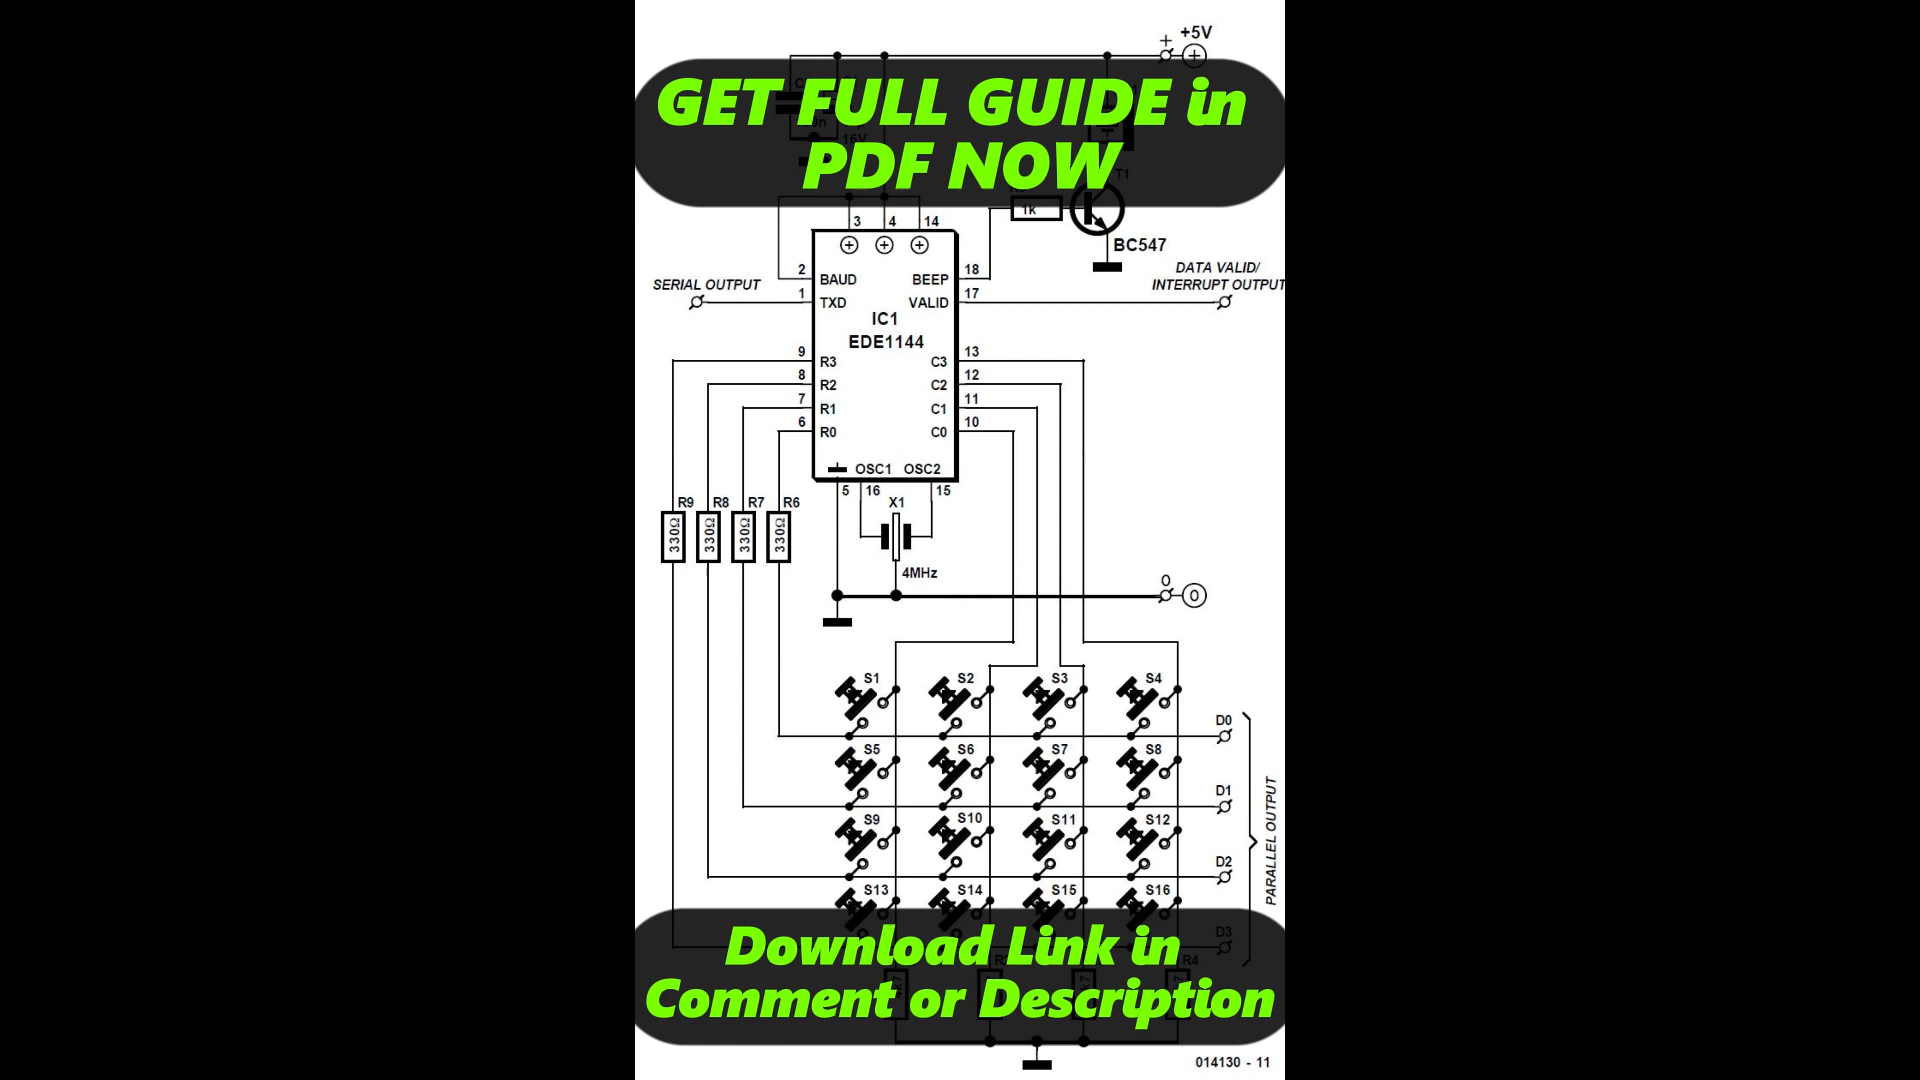 + +5V
GET FULL GUIDE in
PDF NOW
16V
T1
1k
3 4 14
BC547
DATA VALID/
INTERRUPT OUTPUT
SERIAL OUTPUT
2 BAUD BEEP 18
1 TXD VALID 17
IC1
EDE1144
9 R3 C3 13
8 R2 C2 12
7 R1 C1 11
6 R0 C0 10
OSC1 OSC2
5 16 15
X1
R9 R8 R7 R6
330Ω 330Ω 330Ω 330Ω
4MHz
0
0
S1 S2 S3 S4
D0
S5 S6 S7 S8
D1
S9 S10 S11 S12
D2
S13 S14 S15 S16
D3
PARALLEL OUTPUT
R4
Download Link in
Comment or Description
014130 - 11